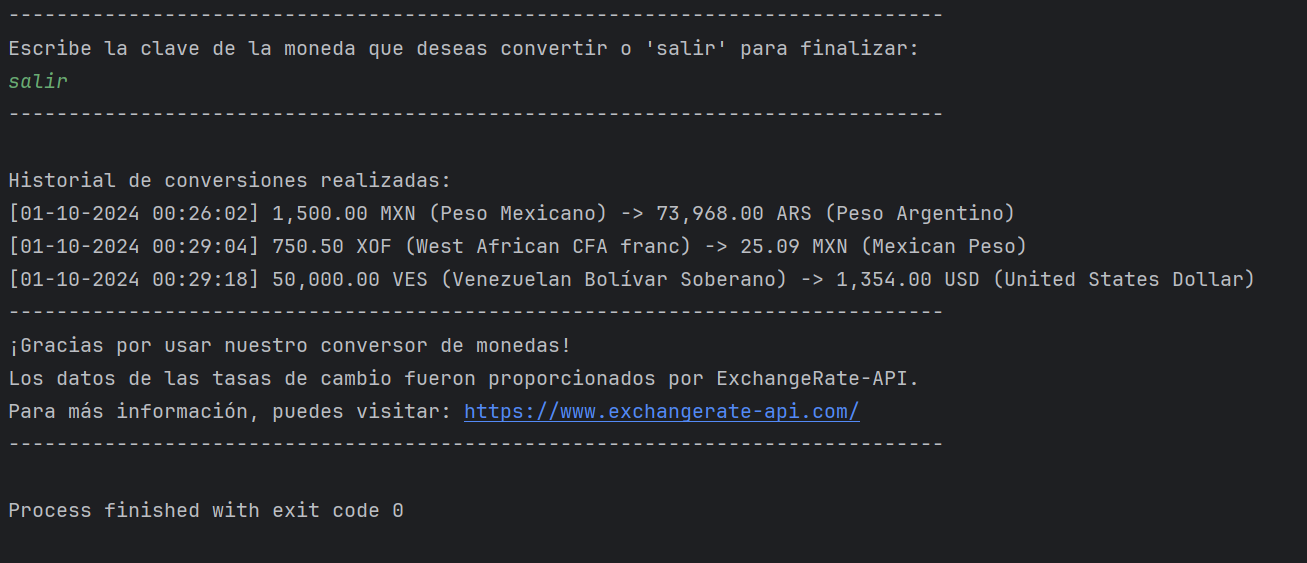 ------------------------------------------------------------------------------
Escribe la clave de la moneda que deseas convertir o 'salir' para finalizar:
salir
------------------------------------------------------------------------------
Historial de conversiones realizadas:
[01-10-2024 00:26:02] 1,500.00 MXN (Peso Mexicano) -> 73,968.00 ARS (Peso Argentino)
[01-10-2024 00:29:04] 750.50 XOF (West African CFA franc) -> 25.09 MXN (Mexican Peso)
[01-10-2024 00:29:18] 50,000.00 VES (Venezuelan Bolívar Soberano) -> 1,354.00 USD (United States Dollar)
------------------------------------------------------------------------------
¡Gracias por usar nuestro conversor de monedas!
Los datos de las tasas de cambio fueron proporcionados por ExchangeRate-API.
Para más información, puedes visitar: https://www.exchangerate-api.com/
------------------------------------------------------------------------------
Process finished with exit code 0